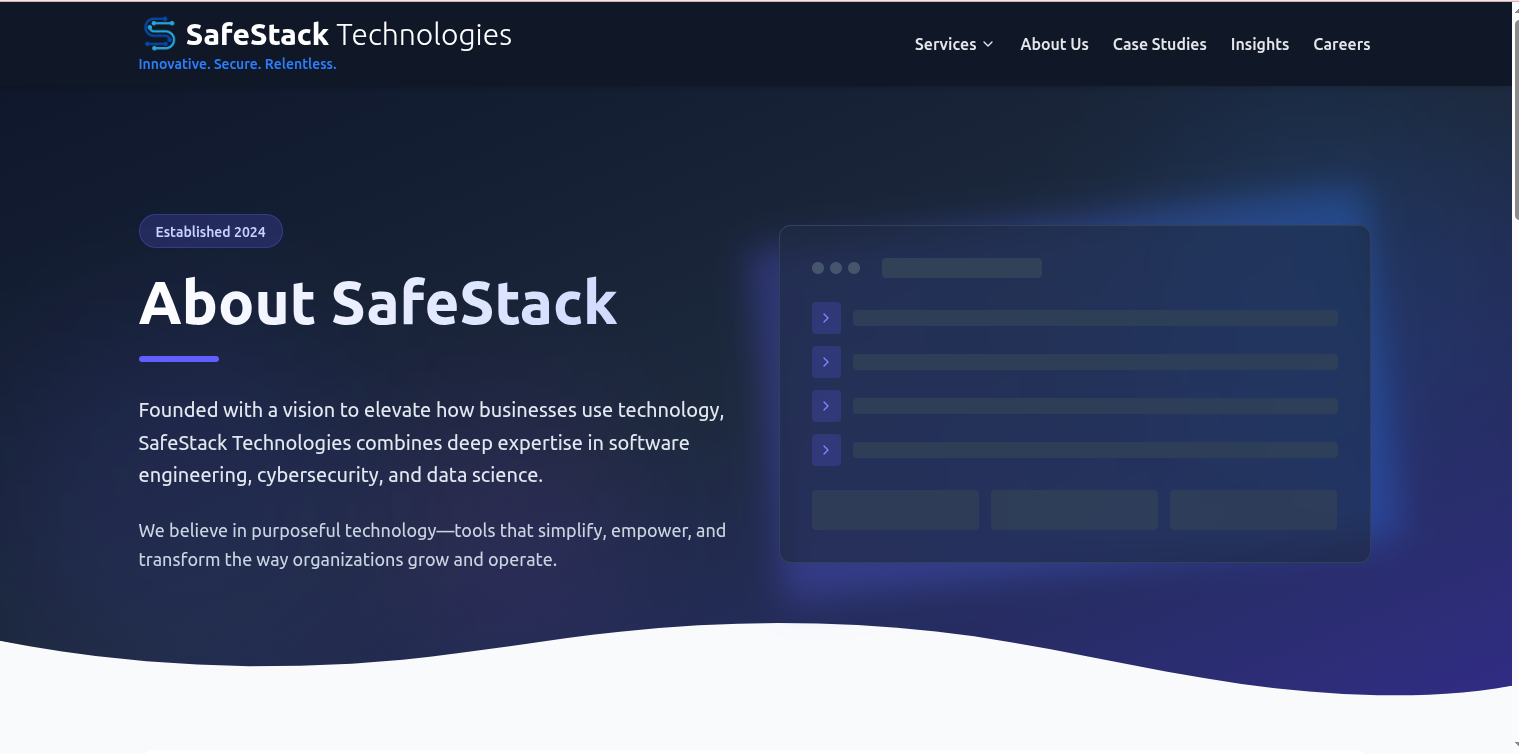 SafeStack Technologies
Innovative. Secure. Relentless.
Services
About Us
Case Studies
Insights
Careers
Established 2024
About SafeStack
Founded with a vision to elevate how businesses use technology,
SafeStack Technologies combines deep expertise in software
engineering, cybersecurity, and data science.
We believe in purposeful technology—tools that simplify, empower, and
transform the way organizations grow and operate.